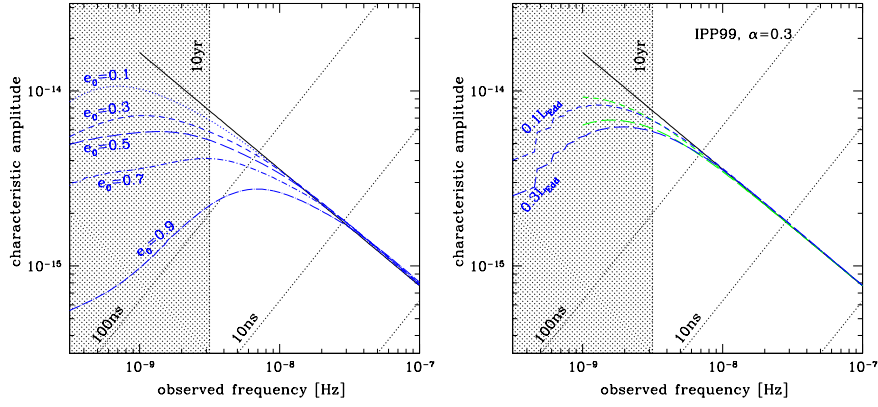 characteristic amplitude
10⁻¹⁴
10⁻¹⁵
e₀=0.1
e₀=0.3
e₀=0.5
e₀=0.7
e₀=0.9
10yr
100ns
10ns
10⁻⁹
10⁻⁸
10⁻⁷
observed frequency [Hz]
characteristic amplitude
10⁻¹⁴
10⁻¹⁵
IPP99, α=0.3
10yr
0.1L_Edd
0.3L_Edd
100ns
10ns
10⁻⁹
10⁻⁸
10⁻⁷
observed frequency [Hz]